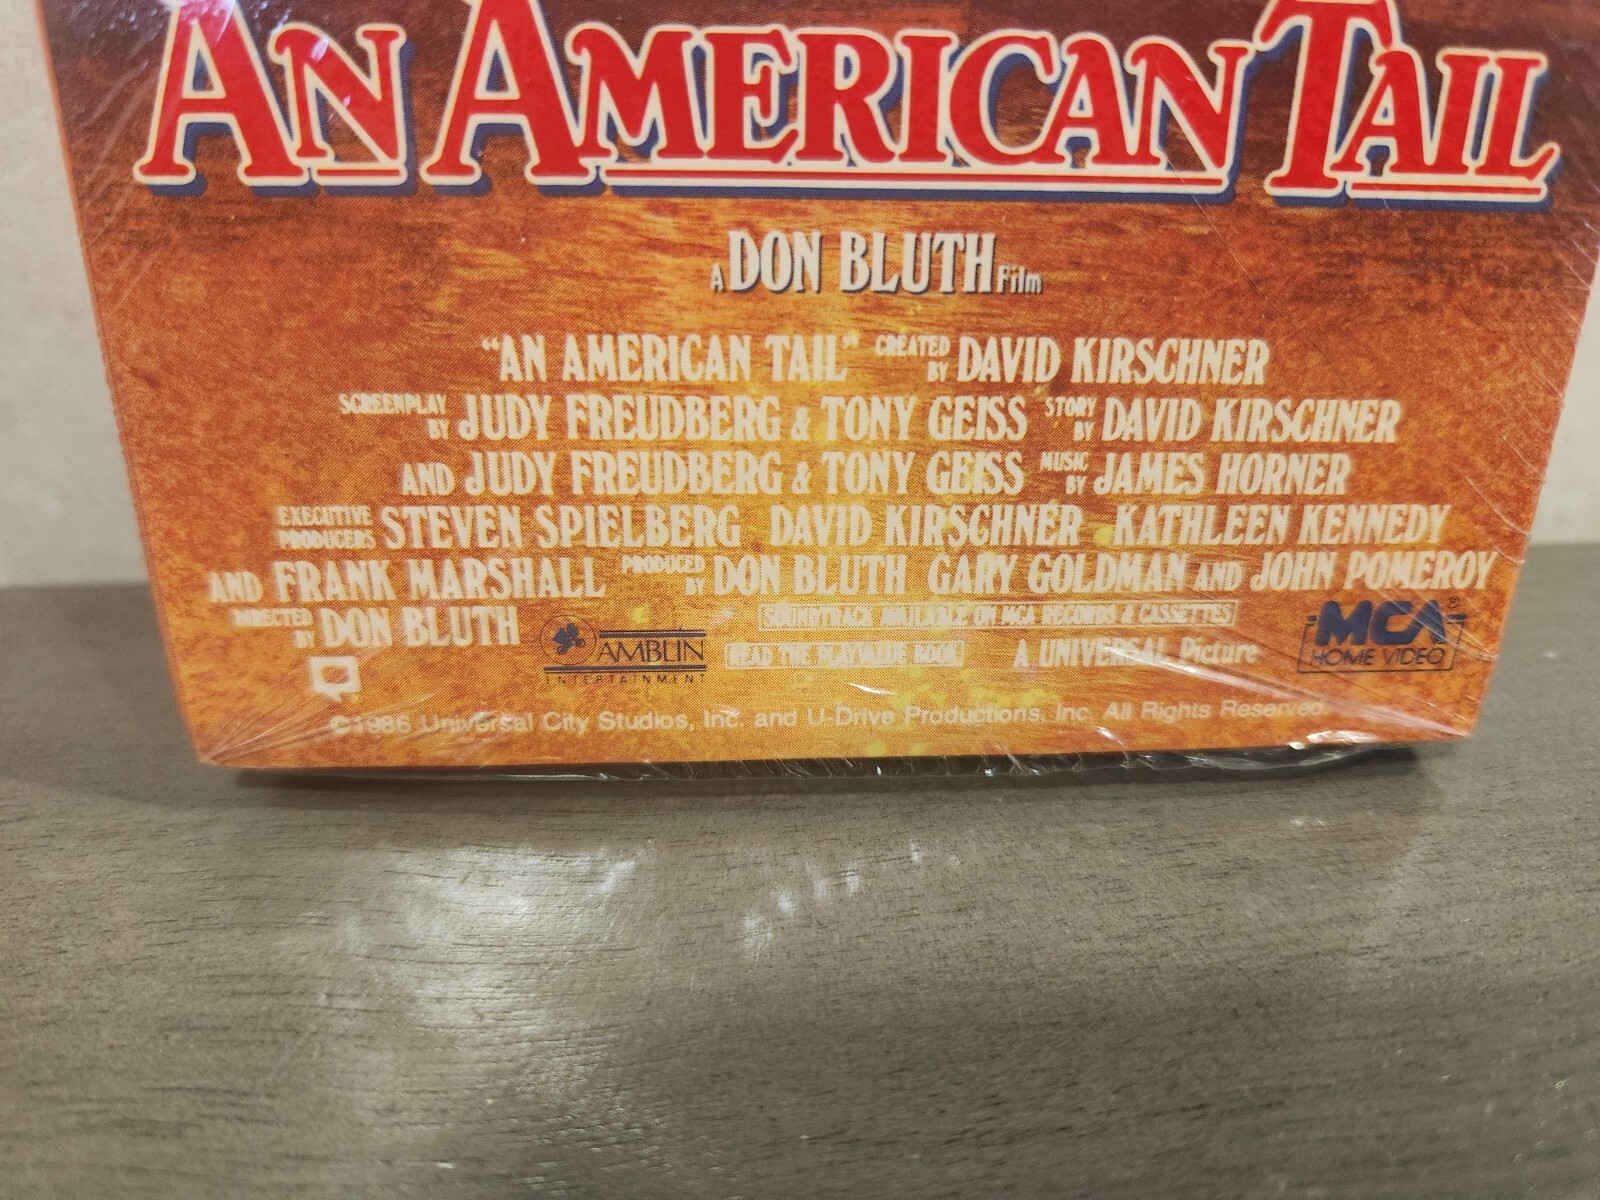 AN AMERICAN TAIL
A DON BLUTH Film
"AN AMERICAN TAIL" CREATED BY DAVID KIRSCHNER
SCREENPLAY BY JUDY FREUDBERG & TONY GEISS STORY BY DAVID KIRSCHNER
AND JUDY FREUDBERG & TONY GEISS MUSIC BY JAMES HORNER
EXECUTIVE PRODUCERS STEVEN SPIELBERG DAVID KIRSCHNER KATHLEEN KENNEDY
AND FRANK MARSHALL PRODUCED BY DON BLUTH GARY GOLDMAN AND JOHN POMEROY
DIRECTED BY DON BLUTH
SOUNDTRACK AVAILABLE ON MCA RECORDS & CASSETTES
AMBLIN ENTERTAINMENT
READ THE PLAYVALUE BOOK
A UNIVERSAL Picture
MCA® HOME VIDEO
©1986 Universal City Studios, Inc. and U-Drive Productions, Inc. All Rights Reserved